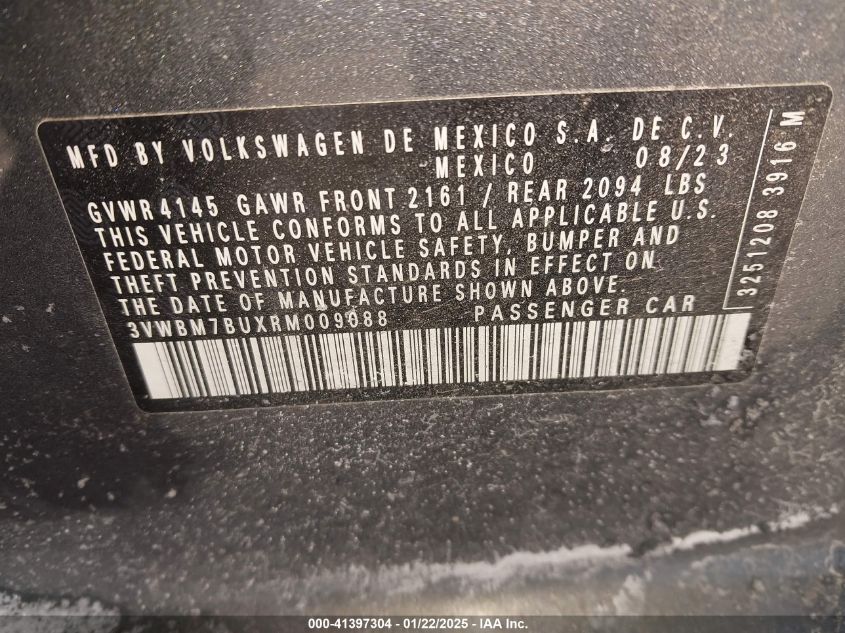 MFD BY VOLKSWAGEN DE MEXICO S.A. DE C.V.
MEXICO 08/23
GVWR 4145 GAWR FRONT 2161 / REAR 2094 LBS
THIS VEHICLE CONFORMS TO ALL APPLICABLE U.S.
FEDERAL MOTOR VEHICLE SAFETY, BUMPER AND
THEFT PREVENTION STANDARDS IN EFFECT ON
THE DATE OF MANUFACTURE SHOWN ABOVE.
3VWBM7BUXRM009088 PASSENGER CAR
3251208 3916 M
000-41397304 - 01/22/2025 - IAA Inc.